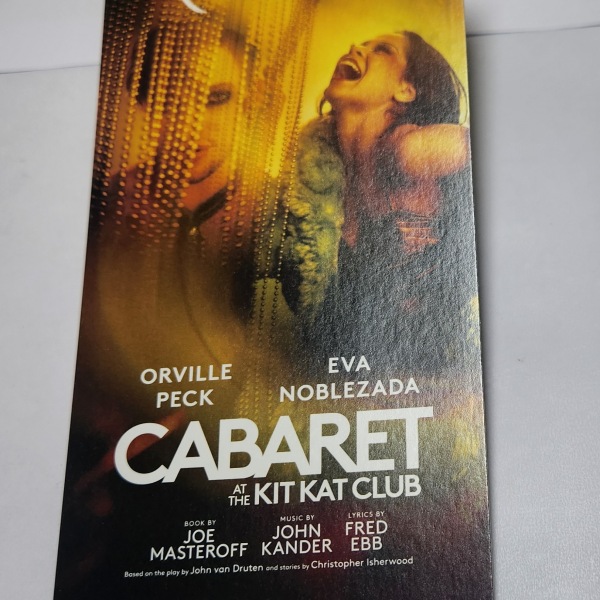 ORVILLE
PECK
EVA
NOBLEZADA
CABARET
AT THE KIT KAT CLUB
BOOK BY
JOE
MASTEROFF
MUSIC BY
JOHN
KANDER
LYRICS BY
FRED
EBB
Based on the play by John van Druten and stories by Christopher Isherwood